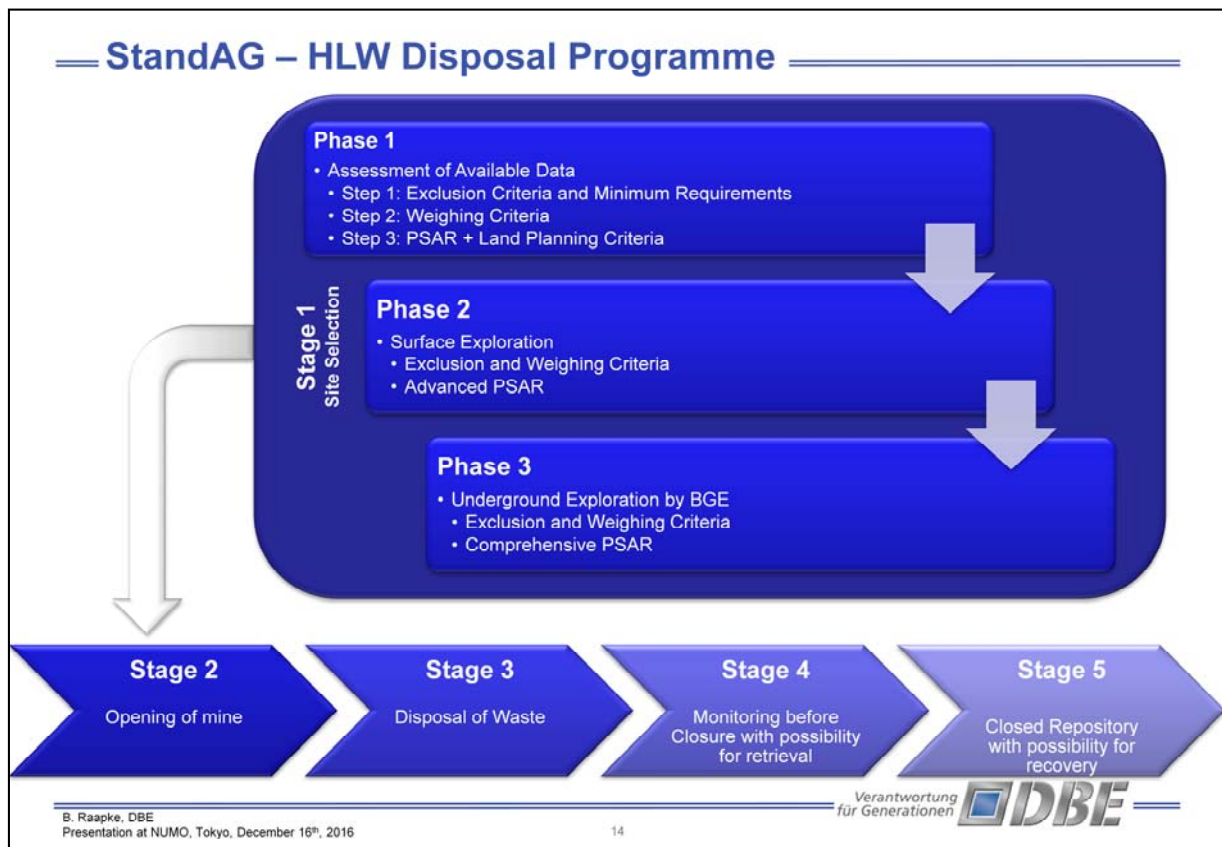 StandAG – HLW Disposal Programme
Phase 1
• Assessment of Available Data
• Step 1: Exclusion Criteria and Minimum Requirements
• Step 2: Weighing Criteria
• Step 3: PSAR + Land Planning Criteria
Stage 1
Site Selection
Phase 2
• Surface Exploration
• Exclusion and Weighing Criteria
• Advanced PSAR
Phase 3
• Underground Exploration by BGE
• Exclusion and Weighing Criteria
• Comprehensive PSAR
Stage 2
Opening of mine
Stage 3
Disposal of Waste
Stage 4
Monitoring before
Closure with possibility
for retrieval
Stage 5
Closed Repository
with possibility for
recovery
B. Raapke, DBE
Presentation at NUMO, Tokyo, December 16th, 2016
14
Verantwortung
für Generationen
DBE